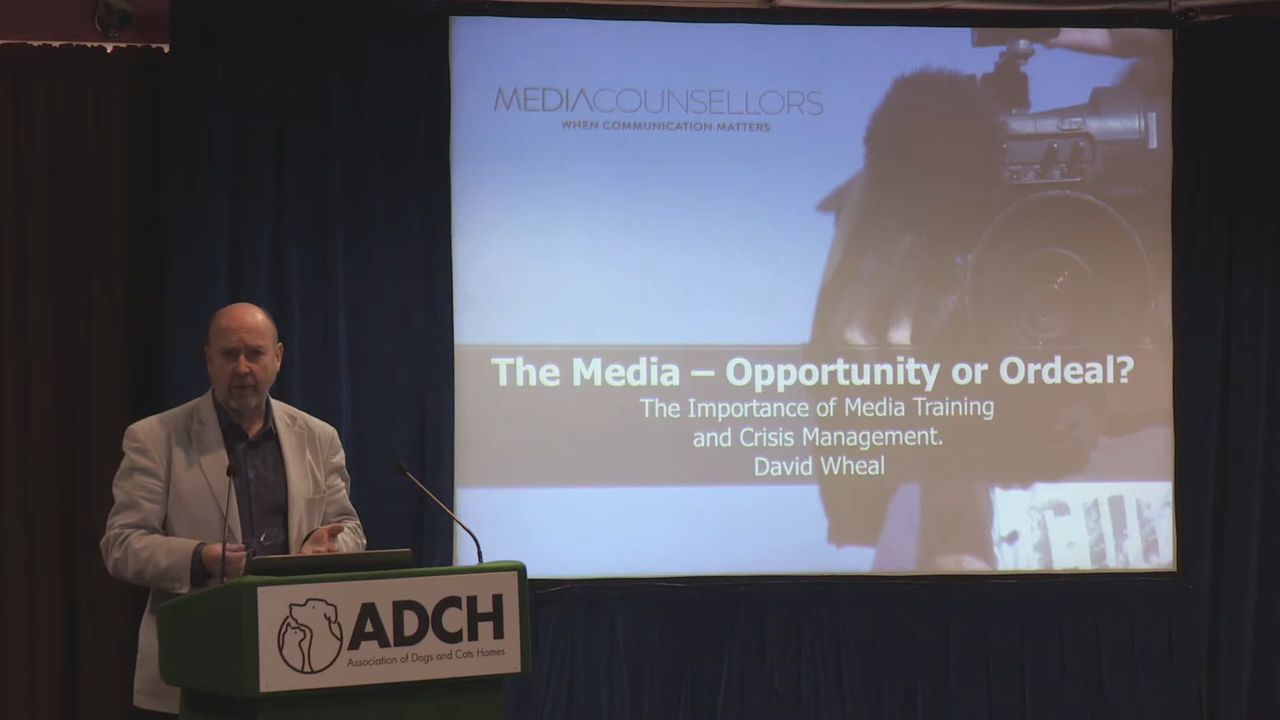 MEDIACOUNSELLORS
WHEN COMMUNICATION MATTERS
The Media – Opportunity or Ordeal?
The Importance of Media Training
and Crisis Management.
David Wheal
ADCH
Association of Dogs and Cats Homes